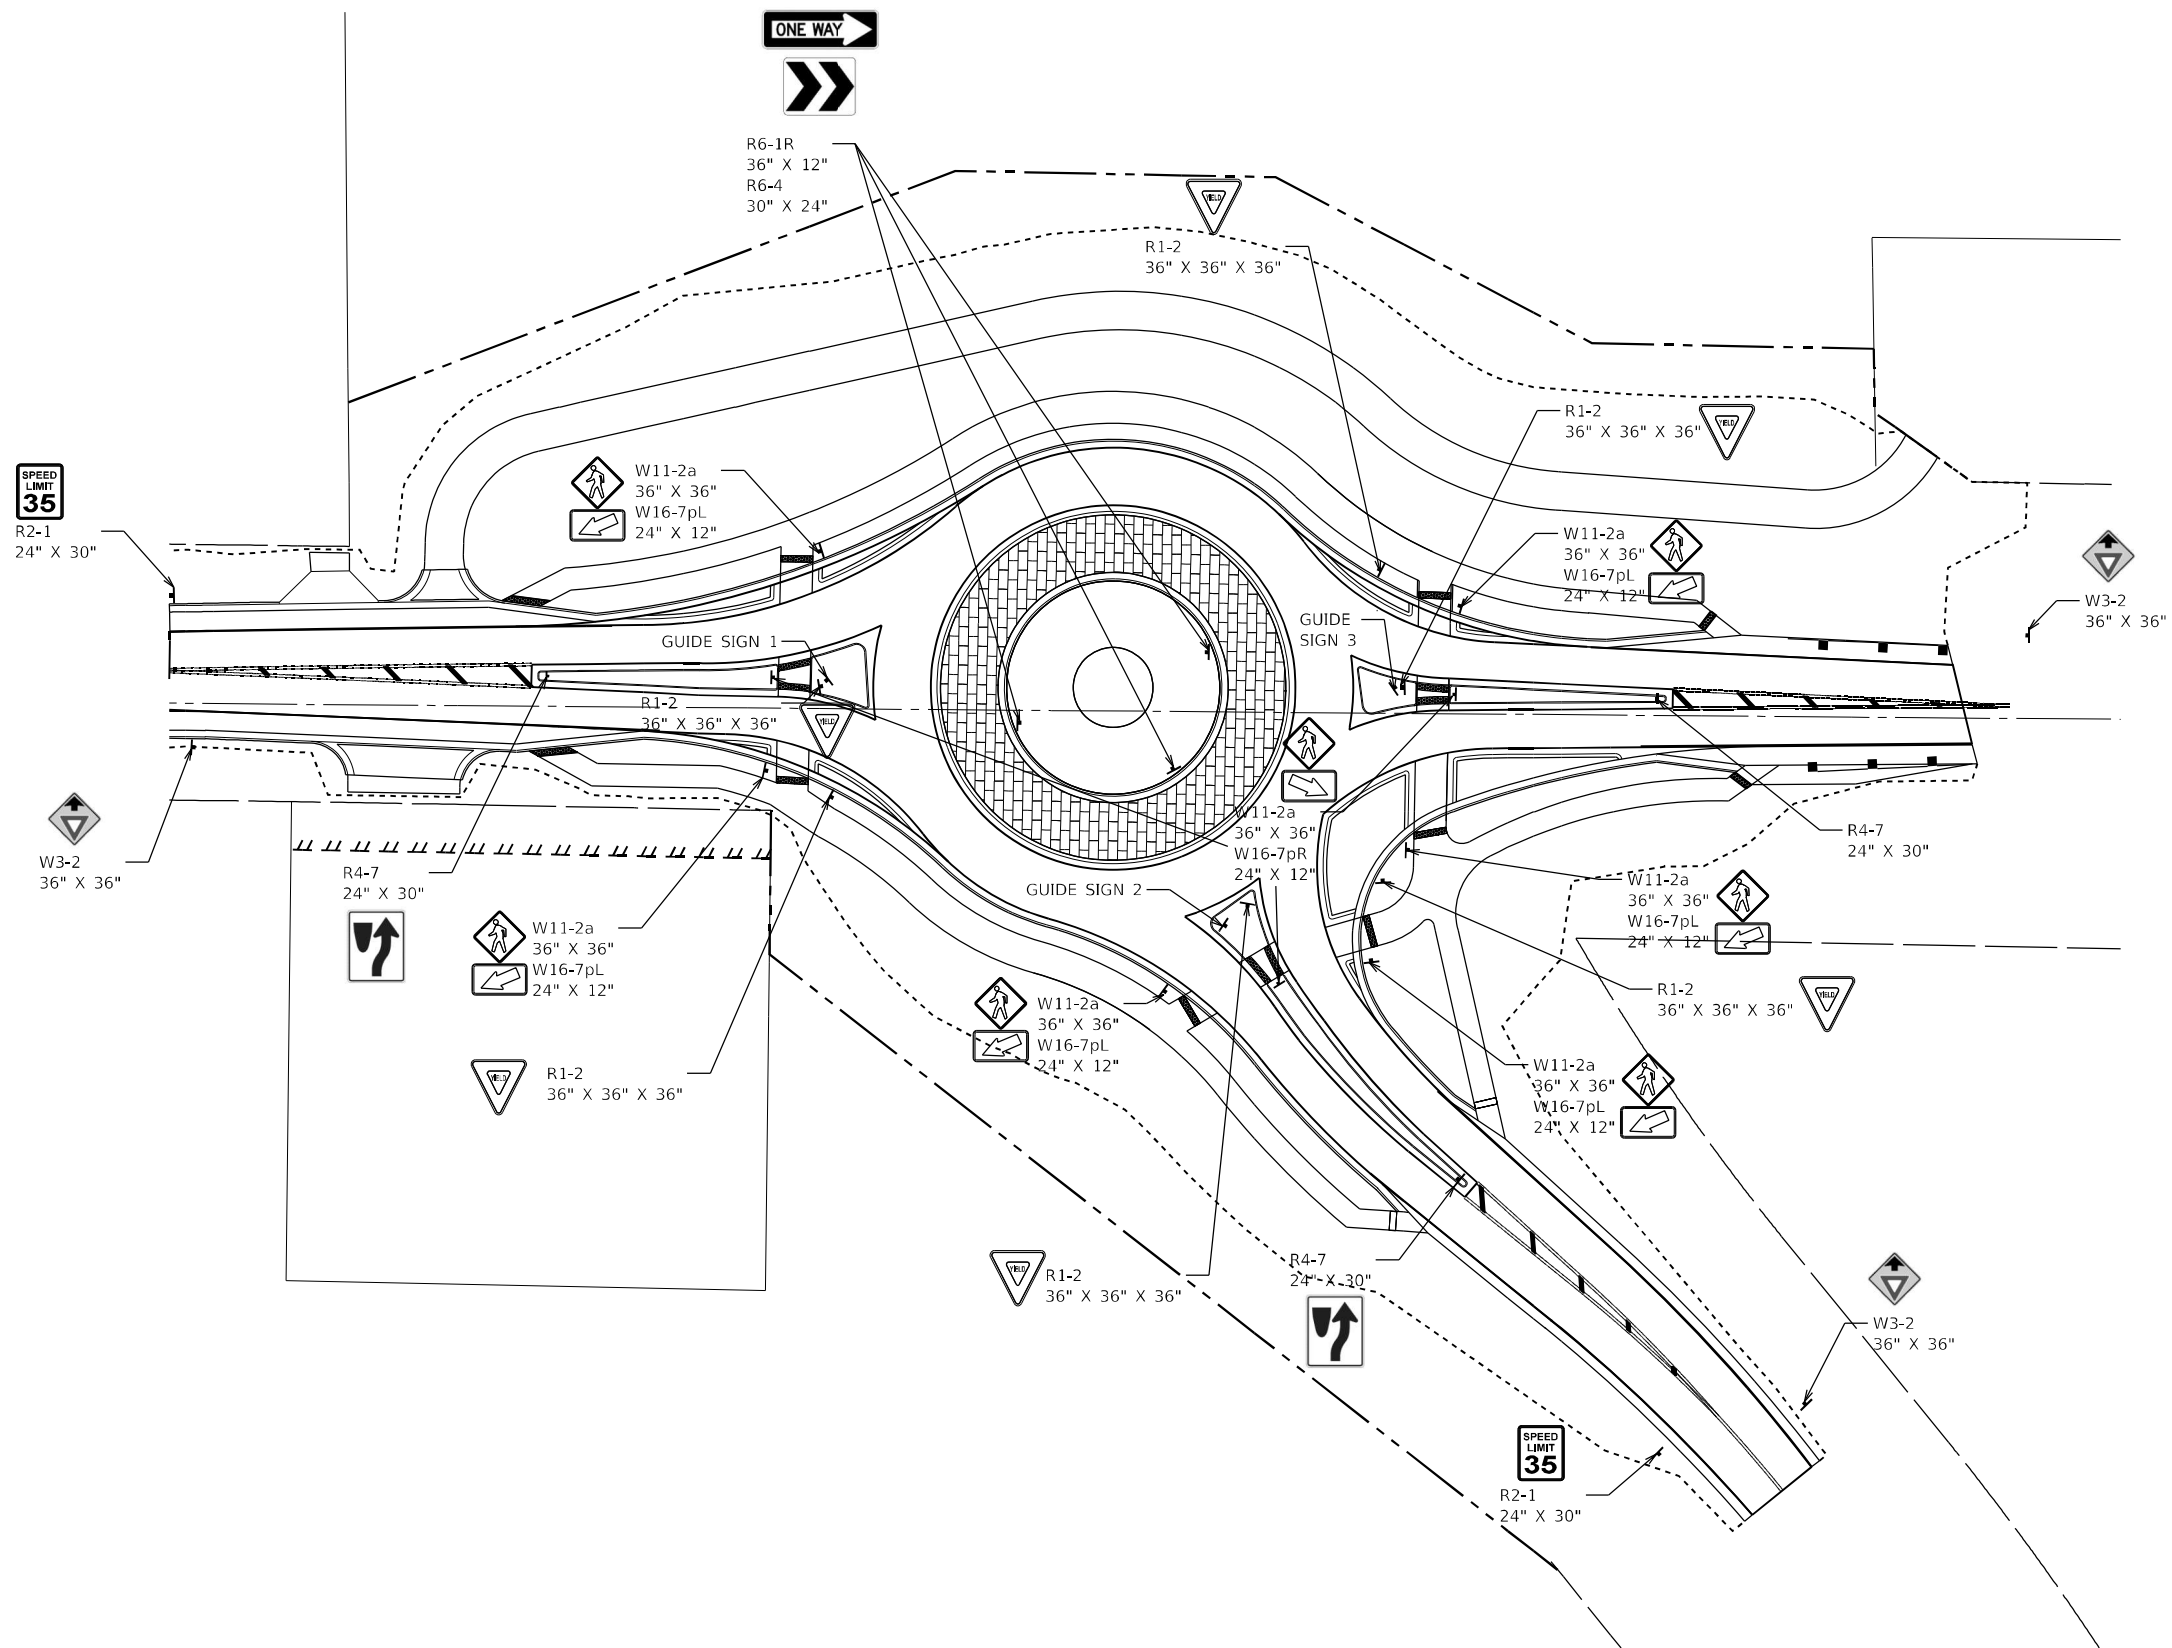 ONE WAY
R6-1R
36" X 12"
R6-4
30" X 24"
YIELD
R1-2
36" X 36" X 36"
R1-2
36" X 36" X 36"
YIELD
SPEED
LIMIT
35
R2-1
24" X 30"
W11-2a
36" X 36"
W16-7pL
24" X 12"
W11-2a
36" X 36"
W16-7pL
24" X 12"
W3-2
36" X 36"
GUIDE SIGN 1
GUIDE
SIGN 3
R1-2
36" X 36" X 36"
YIELD
W11-2a
36" X 36"
W16-7pR
24" X 12"
R4-7
24" X 30"
W3-2
36" X 36"
R4-7
24" X 30"
GUIDE SIGN 2
W11-2a
36" X 36"
W16-7pL
24" X 12"
W11-2a
36" X 36"
W16-7pL
24" X 12"
R1-2
36" X 36" X 36"
YIELD
W11-2a
36" X 36"
W16-7pL
24" X 12"
YIELD
R1-2
36" X 36" X 36"
W11-2a
36" X 36"
W16-7pL
24" X 12"
YIELD
R1-2
36" X 36" X 36"
R4-7
24" X 30"
W3-2
36" X 36"
SPEED
LIMIT
35
R2-1
24" X 30"